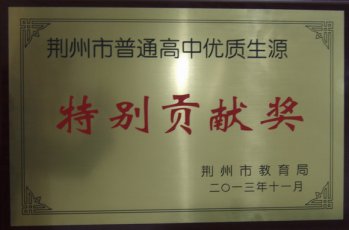 荆州市普通高中优质生源
特别贡献奖
荆州市教育局
二〇一三年十一月